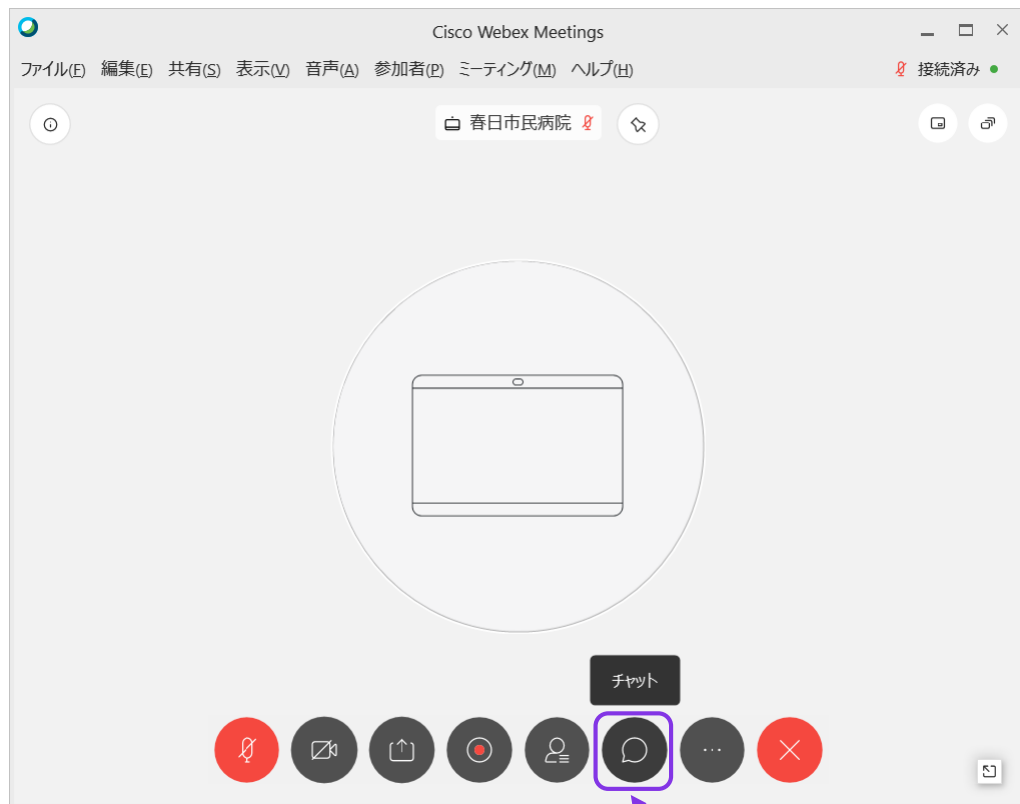 Cisco Webex Meetings
ファイル(F) 編集(E) 共有(S) 表示(V) 音声(A) 参加者(P) ミーティング(M) ヘルプ(H) 接続済み
春日市民病院
チャット